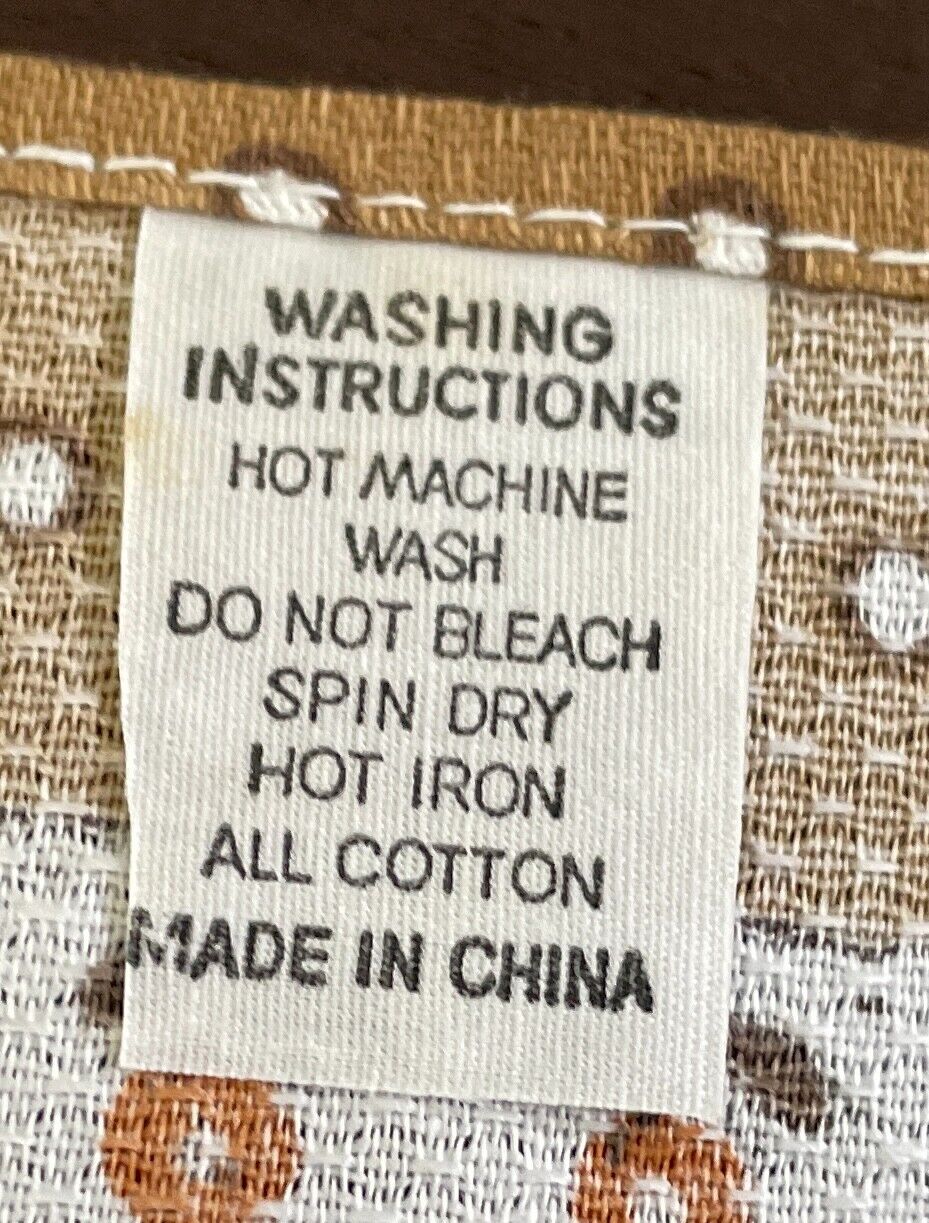 WASHING
INSTRUCTIONS
HOT MACHINE
WASH
DO NOT BLEACH
SPIN DRY
HOT IRON
ALL COTTON
MADE IN CHINA